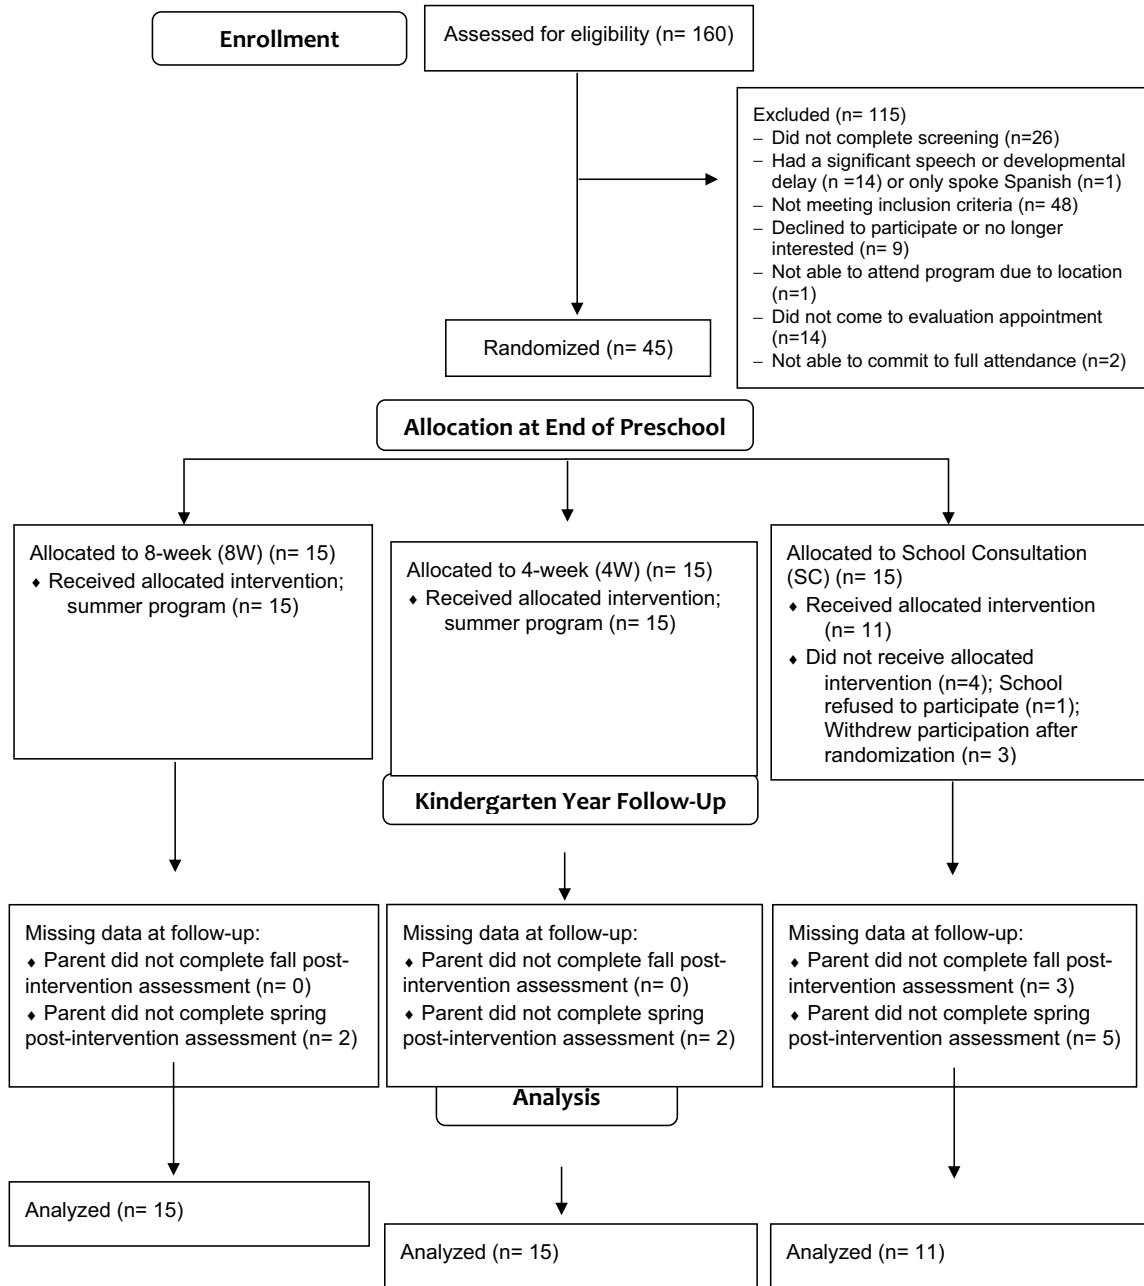 Enrollment
Assessed for eligibility (n= 160)
Excluded (n= 115)
– Did not complete screening (n=26)
– Had a significant speech or developmental
delay (n =14) or only spoke Spanish (n=1)
– Not meeting inclusion criteria (n= 48)
– Declined to participate or no longer
interested (n= 9)
– Not able to attend program due to location
(n=1)
– Did not come to evaluation appointment
(n=14)
– Not able to commit to full attendance (n=2)
Randomized (n= 45)
Allocation at End of Preschool
Allocated to 8-week (8W) (n= 15)
♦ Received allocated intervention;
summer program (n= 15)
Allocated to 4-week (4W) (n= 15)
♦ Received allocated intervention;
summer program (n= 15)
Allocated to School Consultation
(SC) (n= 15)
♦ Received allocated intervention
(n= 11)
♦ Did not receive allocated
intervention (n=4); School
refused to participate (n=1);
Withdrew participation after
randomization (n= 3)
Kindergarten Year Follow-Up
Missing data at follow-up:
♦ Parent did not complete fall post-
intervention assessment (n= 0)
♦ Parent did not complete spring
post-intervention assessment (n= 2)
Missing data at follow-up:
♦ Parent did not complete fall post-
intervention assessment (n= 0)
♦ Parent did not complete spring
post-intervention assessment (n= 2)
Missing data at follow-up:
♦ Parent did not complete fall post-
intervention assessment (n= 3)
♦ Parent did not complete spring
post-intervention assessment (n= 5)
Analysis
Analyzed (n= 15)
Analyzed (n= 15)
Analyzed (n= 11)